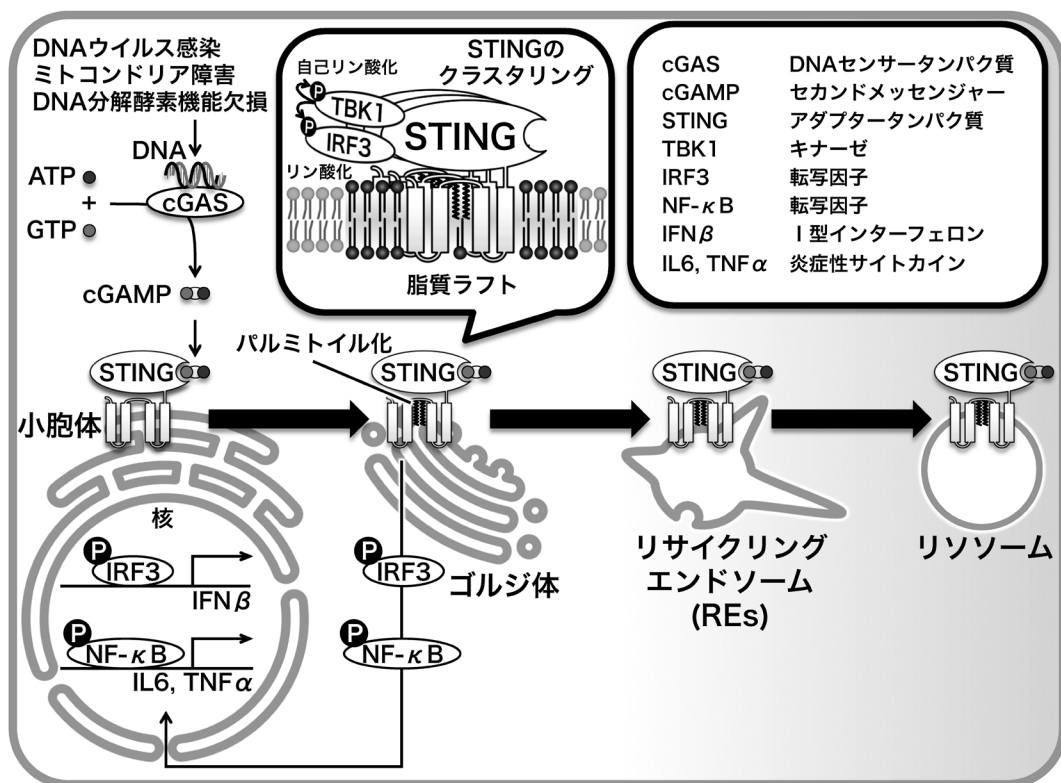 DNAウイルス感染
ミトコンドリア障害
DNA分解酵素機能欠損
DNA
ATP
+
GTP
cGAS
cGAMP
STINGの
クラスタリング
自己リン酸化
P
TBK1
P
IRF3
STING
リン酸化
脂質ラフト
cGAS DNAセンサータンパク質
cGAMP セカンドメッセンジャー
STING アダプタータンパク質
TBK1 キナーゼ
IRF3 転写因子
NF-κB 転写因子
IFNβ I型インターフェロン
IL6, TNFα 炎症性サイトカイン
パルミトイル化
STING
STING
STING
STING
小胞体
ゴルジ体
リサイクリング
エンドソーム
(REs)
リソソーム
核
P
IRF3
IFNβ
P
NF-κB
IL6, TNFα
P
IRF3
P
NF-κB